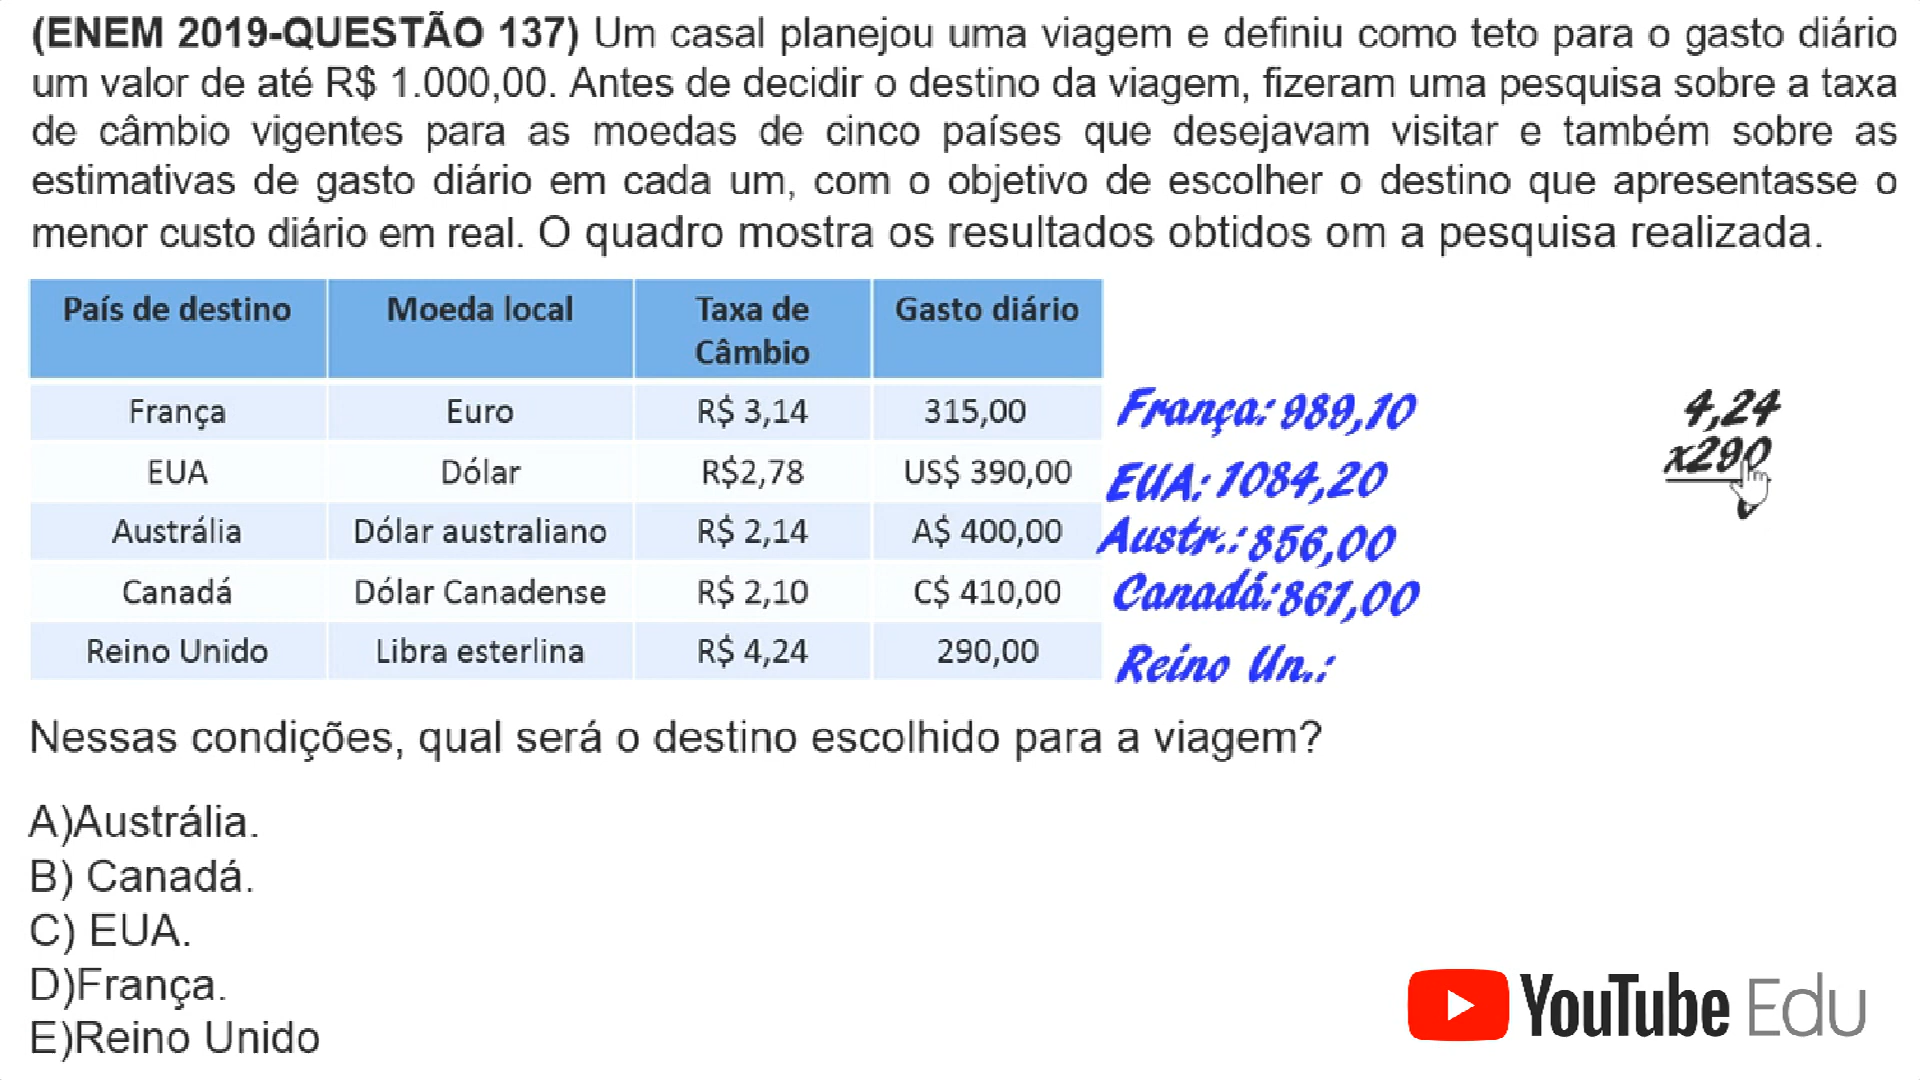 (ENEM 2019-QUESTÃO 137) Um casal planejou uma viagem e definiu como teto para o gasto diário
um valor de até R$ 1.000,00. Antes de decidir o destino da viagem, fizeram uma pesquisa sobre a taxa
de câmbio vigentes para as moedas de cinco países que desejavam visitar e também sobre as
estimativas de gasto diário em cada um, com o objetivo de escolher o destino que apresentasse o
menor custo diário em real. O quadro mostra os resultados obtidos om a pesquisa realizada.
País de destino Moeda local Taxa de Câmbio Gasto diário
França Euro R$ 3,14 315,00 França: 989,10
EUA Dólar R$2,78 US$ 390,00 EUA: 1084,20
Austrália Dólar australiano R$ 2,14 A$ 400,00 Austr.: 856,00
Canadá Dólar Canadense R$ 2,10 C$ 410,00 Canadá: 861,00
Reino Unido Libra esterlina R$ 4,24 290,00 Reino Un.:
4,24
x290
Nessas condições, qual será o destino escolhido para a viagem?
A)Austrália.
B) Canadá.
C) EUA.
D)França.
E)Reino Unido
YouTube Edu